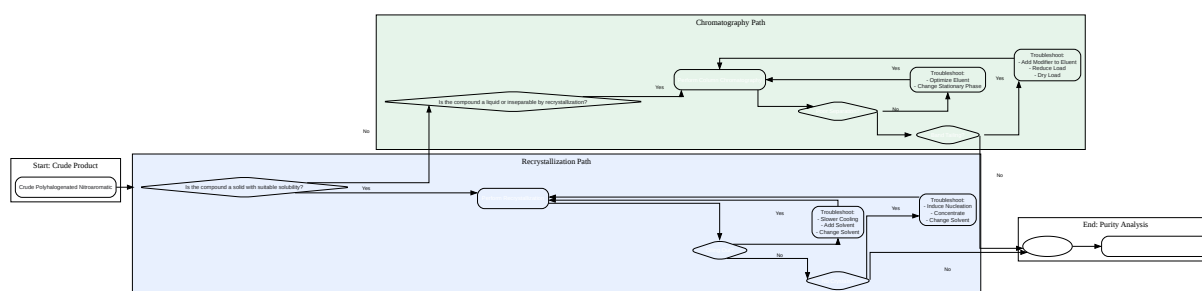 Chromatography Path
Troubleshoot:
- Add Modifier to Eluent
- Reduce Load
- Dry Load
Yes
Troubleshoot:
- Optimize Eluent
- Change Stationary Phase
Yes
Yes
Is the compound a liquid or inseparable by recrystallization?
No
No
Recrystallization Path
Start: Crude Product
Crude Polyhalogenated Nitroaromatic
Is the compound a solid with suitable solubility?
Yes
No
Troubleshoot:
- Induce Nucleation
- Concentrate
- Change Solvent
Yes
Troubleshoot:
- Slower Cooling
- Add Solvent
- Change Solvent
Yes
End: Purity Analysis
No
No